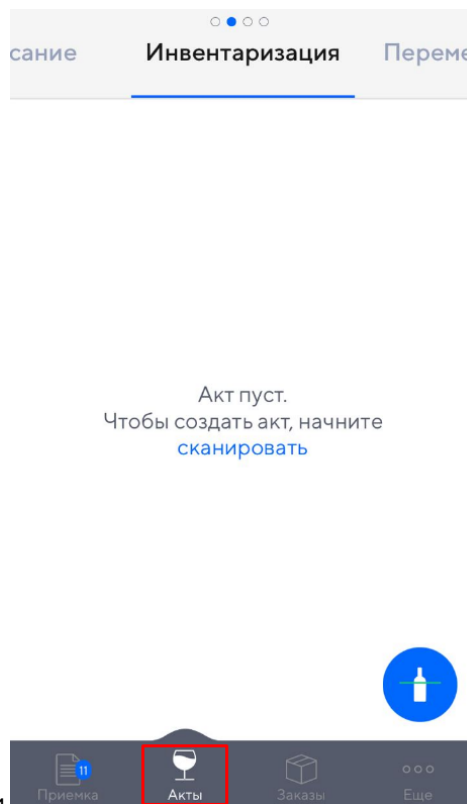 сание Инвентаризация Переме
Акт пуст.
Чтобы создать акт, начните
сканировать
11
Приемка Акты Заказы Еще